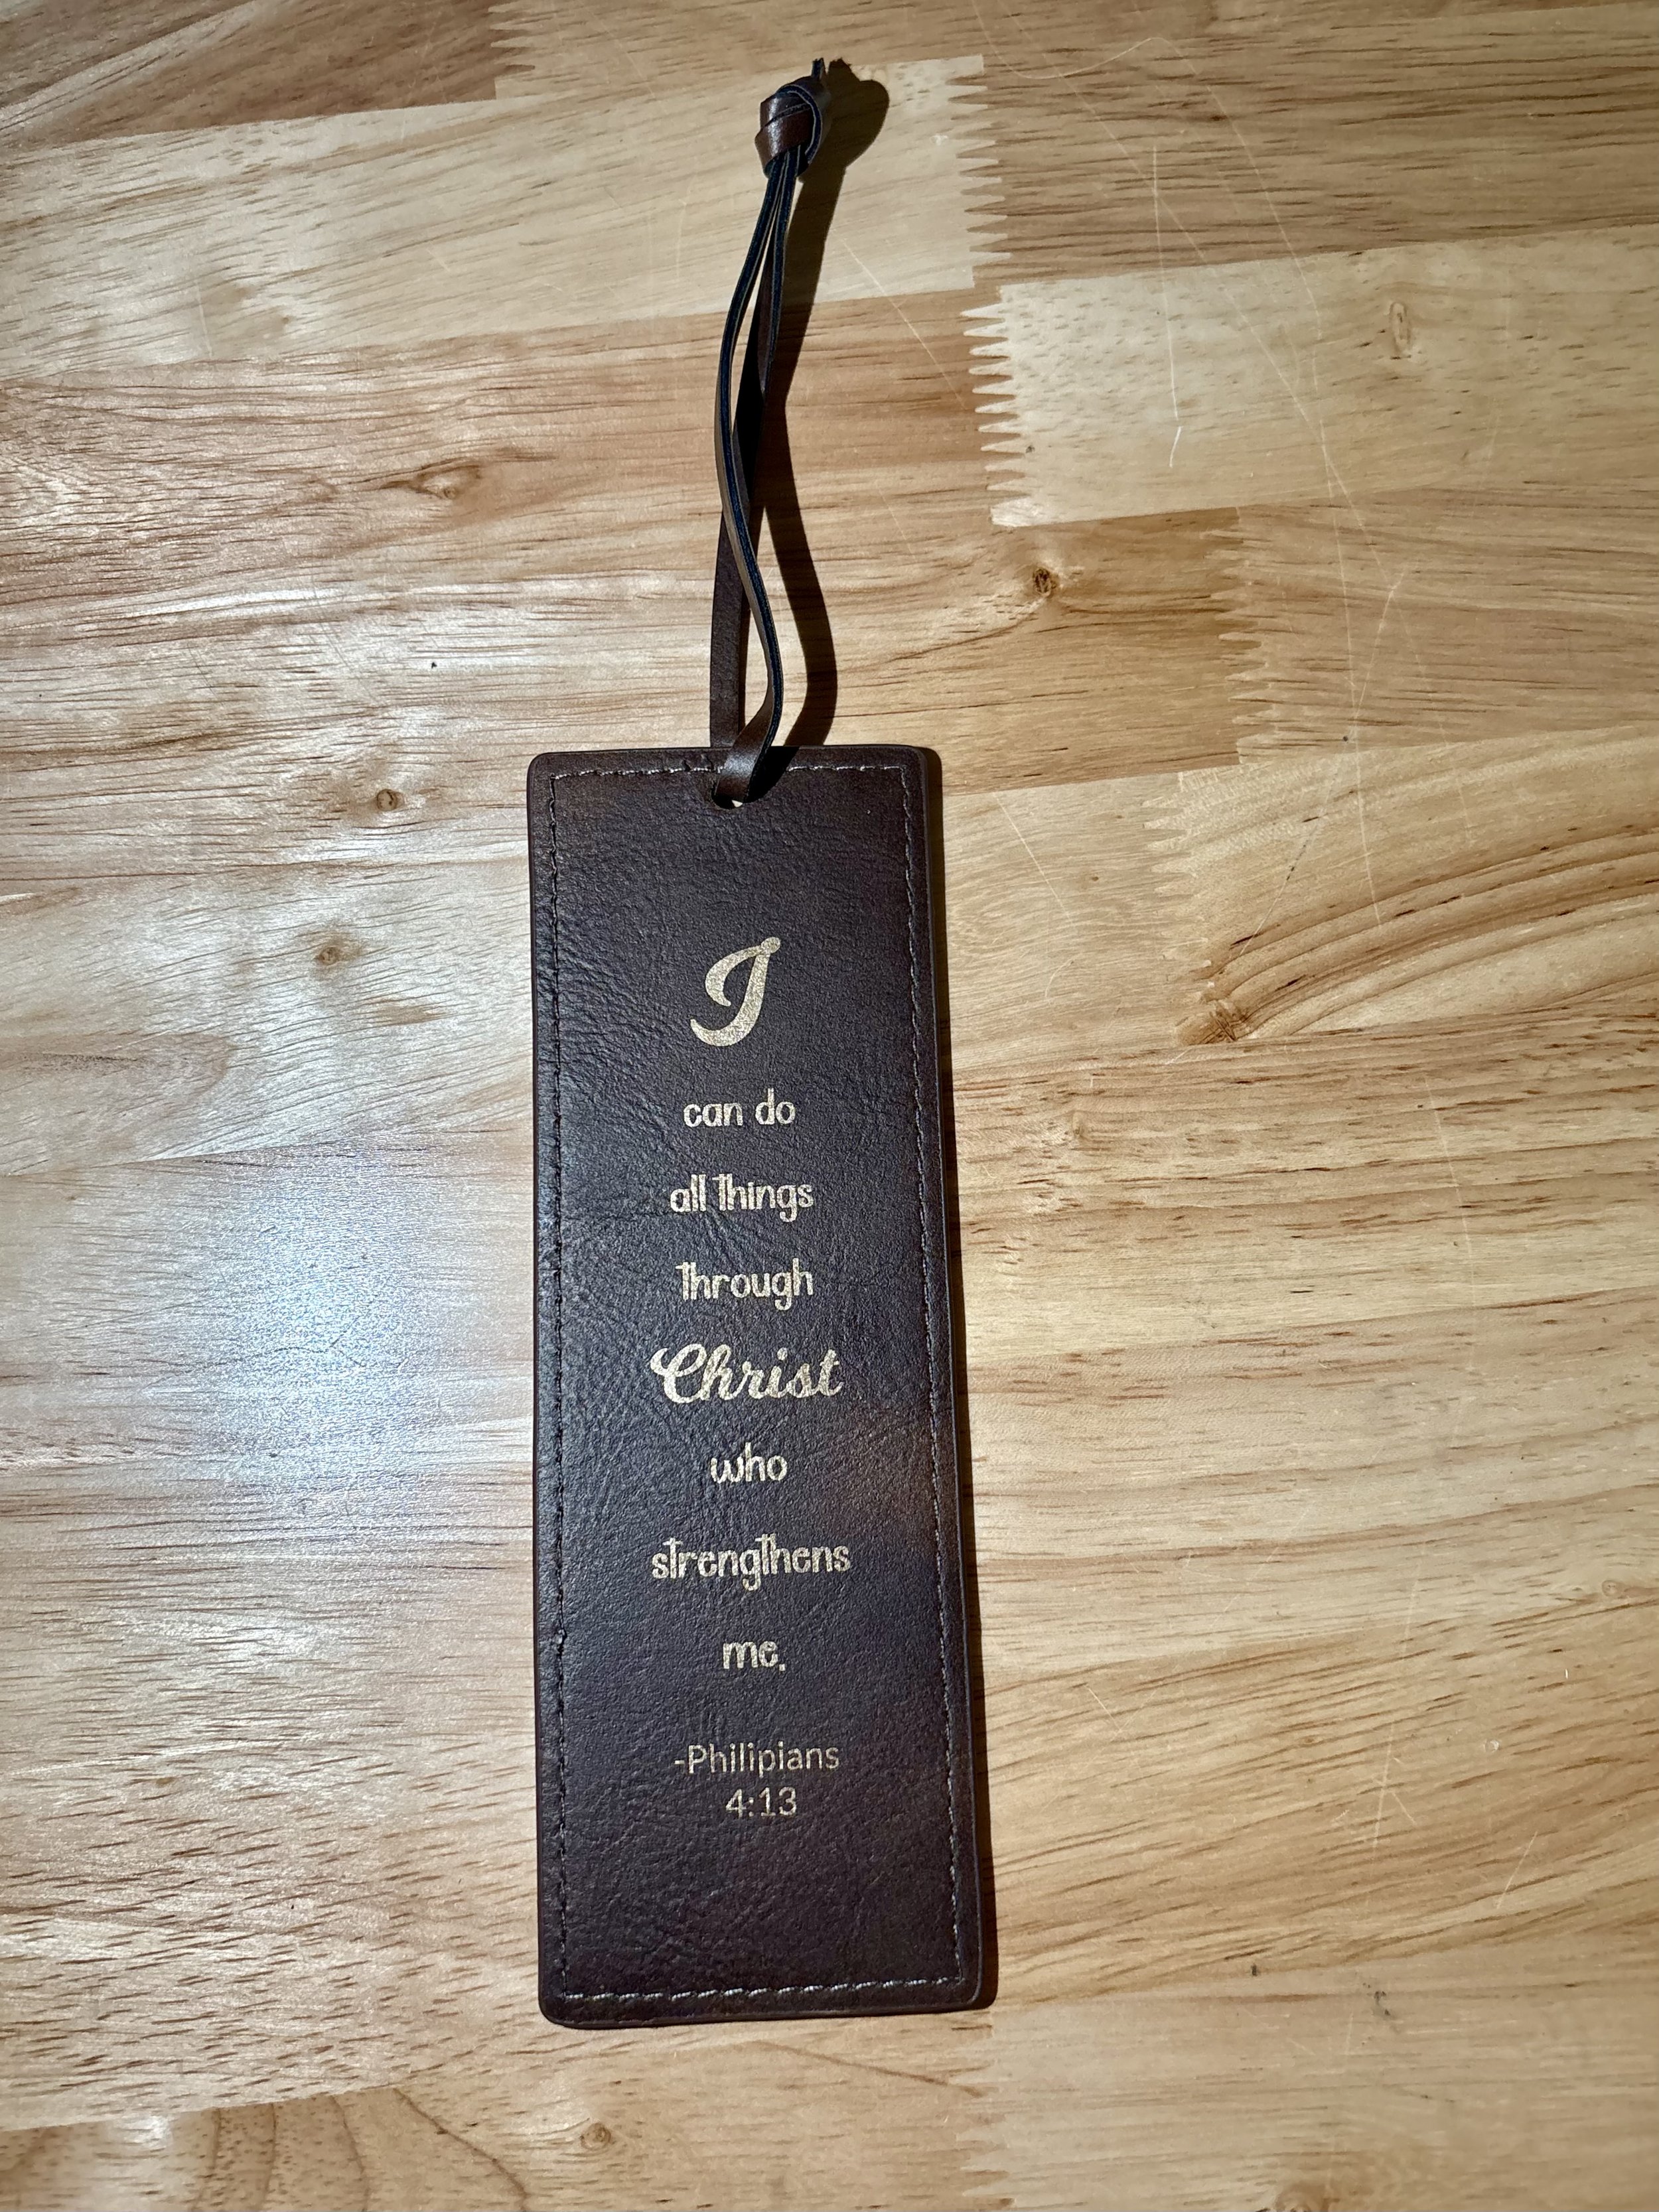 I
can do
all things
through
Christ
who
strengthens
me.
-Philipians
4:13